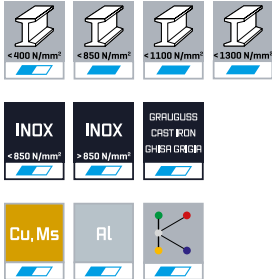 <400 N/mm² <850 N/mm² <1100 N/mm² <1300 N/mm²
INOX INOX GRAUGUSS
CAST IRON
GHISA GRIGIA
<850 N/mm² >850 N/mm²
Cu, Ms Al